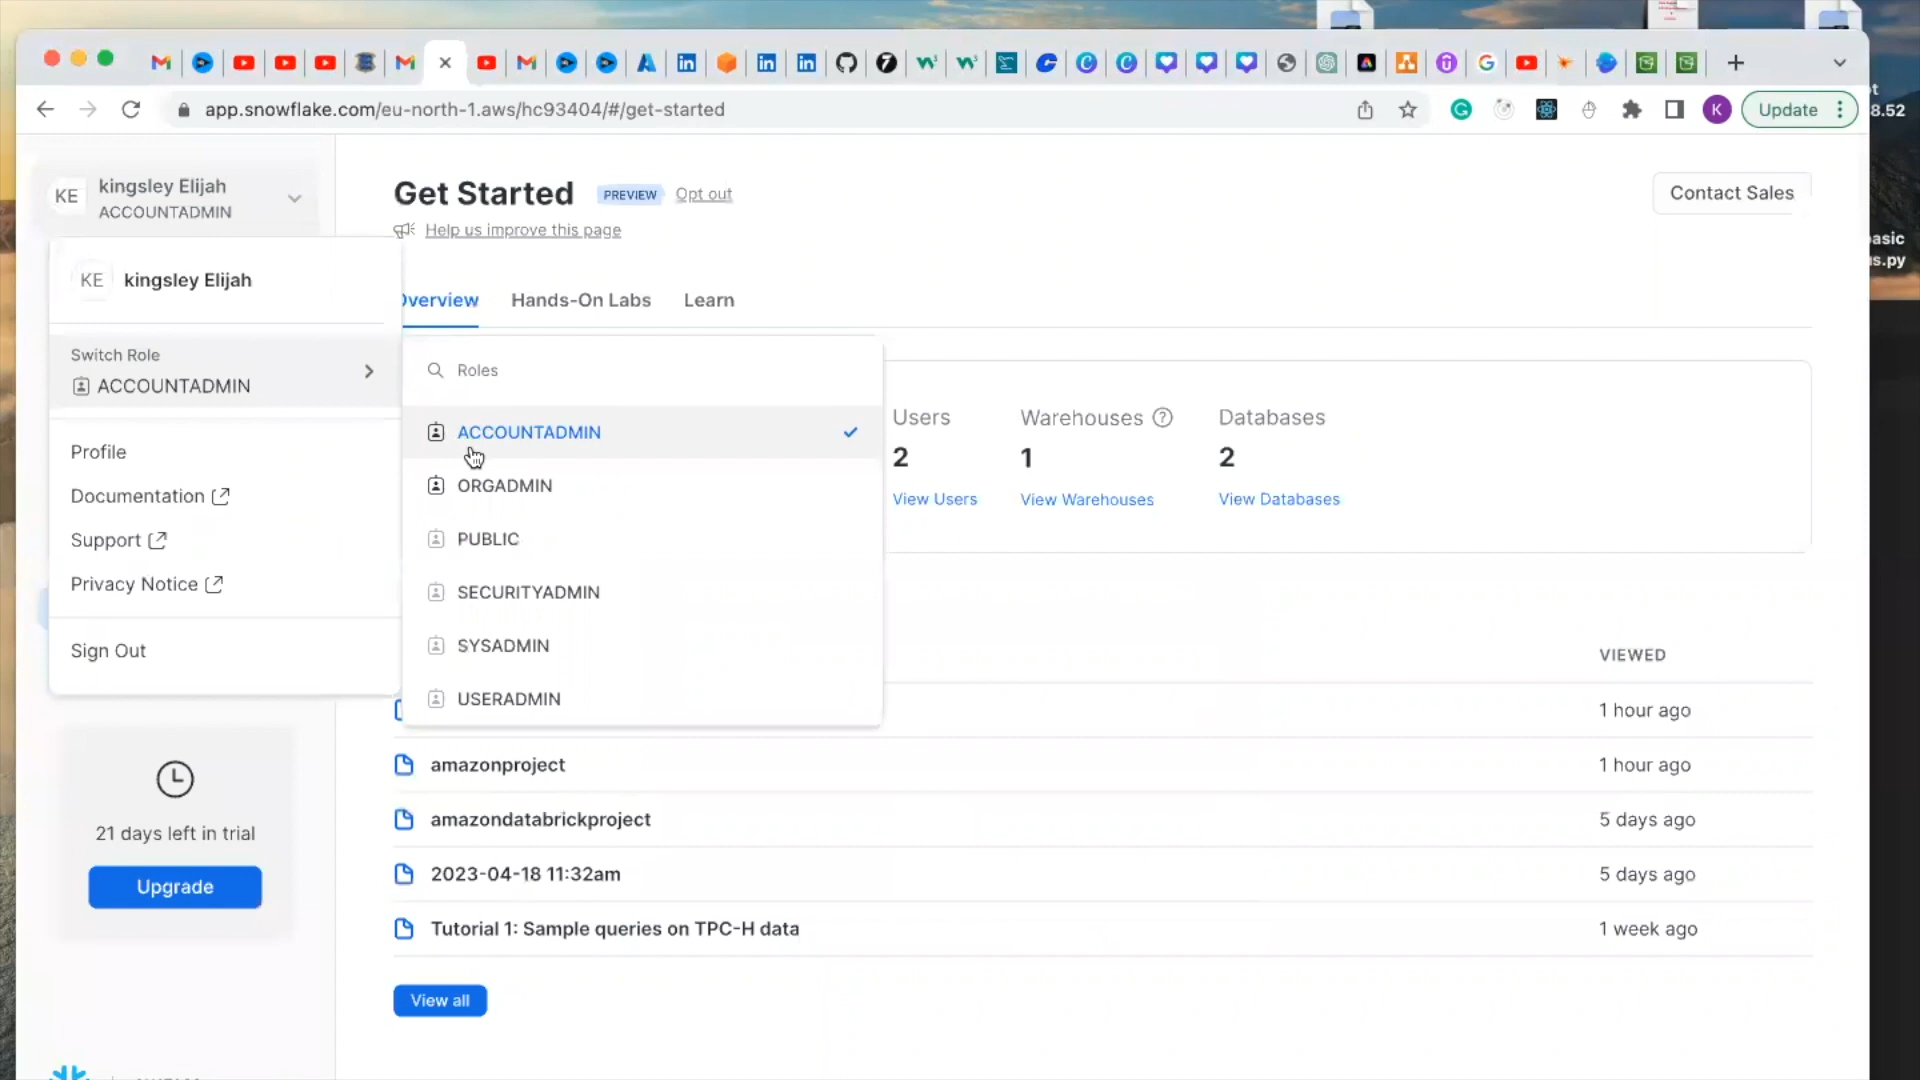 app.snowflake.com/eu-north-1.aws/hc93404/#/get-started
K
Update
8.52
KE
kingsley Elijah
ACCOUNTADMIN
Get Started
PREVIEW
Opt out
Contact Sales
Help us improve this page
asic
s.py
KE
kingsley Elijah
Overview
Hands-On Labs
Learn
Switch Role
ACCOUNTADMIN
Roles
ACCOUNTADMIN
ORGADMIN
PUBLIC
SECURITYADMIN
SYSADMIN
USERADMIN
Users
Warehouses
Databases
2
1
2
View Users
View Warehouses
View Databases
Profile
Documentation
Support
Privacy Notice
Sign Out
VIEWED
1 hour ago
amazonproject
1 hour ago
amazondatabrickproject
5 days ago
2023-04-18 11:32am
5 days ago
Tutorial 1: Sample queries on TPC-H data
1 week ago
21 days left in trial
Upgrade
View all